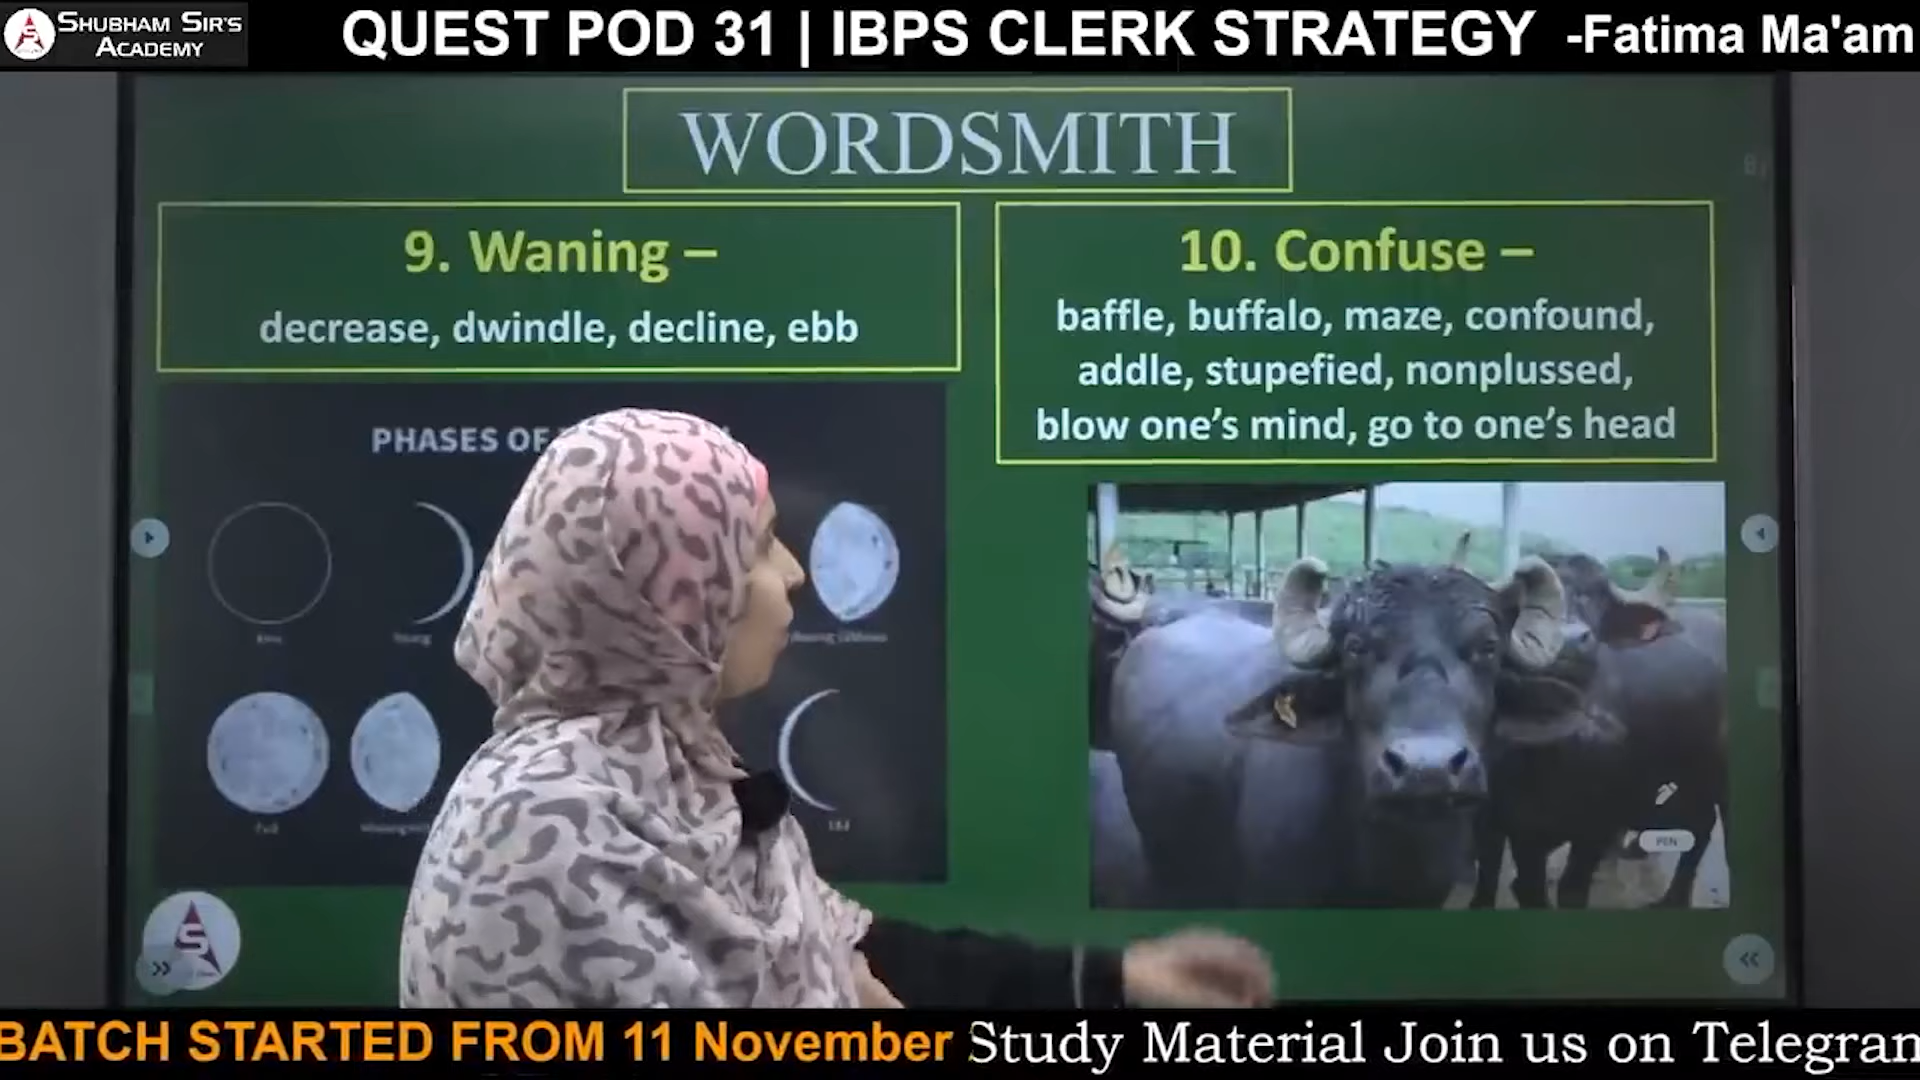 SHUBHAM SIR'S
ACADEMY
QUEST POD 31 | IBPS CLERK STRATEGY -Fatima Ma'am
WORDSMITH
9. Waning –
decrease, dwindle, decline, ebb
10. Confuse –
baffle, buffalo, maze, confound,
addle, stupefied, nonplussed,
blow one's mind, go to one's head
PHASES OF
PEN
BATCH STARTED FROM 11 November
Study Material Join us on Telegram